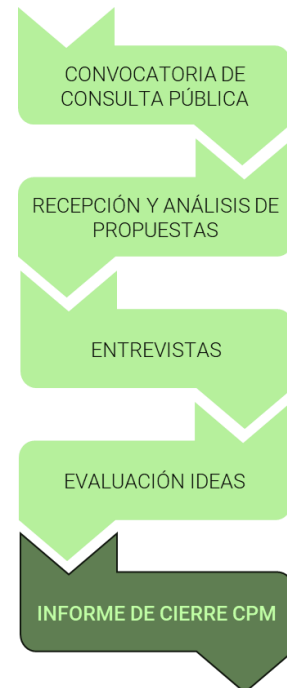 CONVOCATORIA DE
CONSULTA PÚBLICA
RECEPCIÓN Y ANÁLISIS DE
PROPUESTAS
ENTREVISTAS
EVALUACIÓN IDEAS
INFORME DE CIERRE CPM